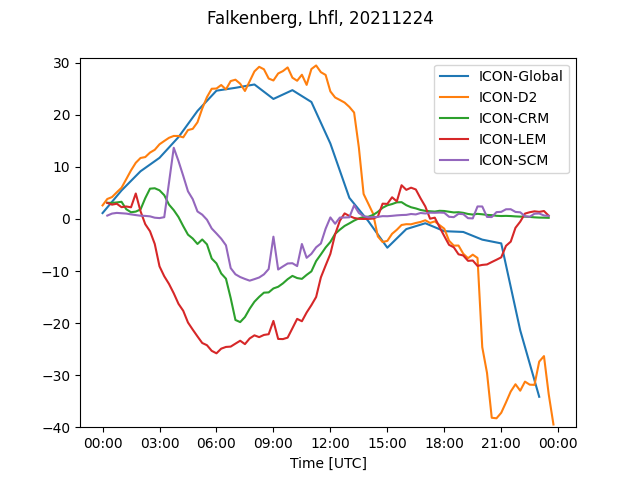 Falkenberg, Lhfl, 20211224
30
20
10
0
−10
−20
−30
−40
ICON-Global
ICON-D2
ICON-CRM
ICON-LEM
ICON-SCM
00:00 03:00 06:00 09:00 12:00 15:00 18:00 21:00 00:00
Time [UTC]